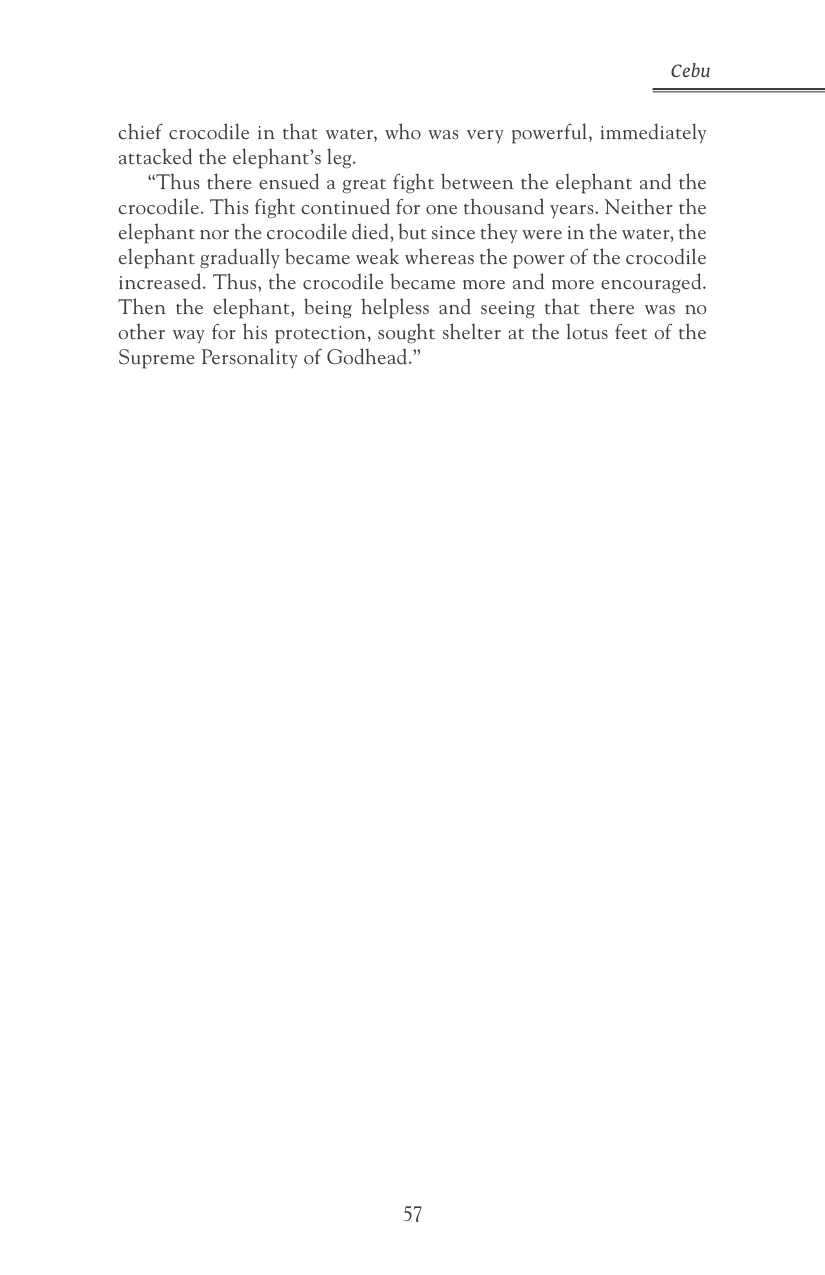 Cebu
chief crocodile in that water, who was very powerful, immediately
attacked the elephant’s leg.
“Thus there ensued a great fight between the elephant and the
crocodile. This fight continued for one thousand years. Neither the
elephant nor the crocodile died, but since they were in the water, the
elephant gradually became weak whereas the power of the crocodile
increased. Thus, the crocodile became more and more encouraged.
Then the elephant, being helpless and seeing that there was no
other way for his protection, sought shelter at the lotus feet of the
Supreme Personality of Godhead.”
57